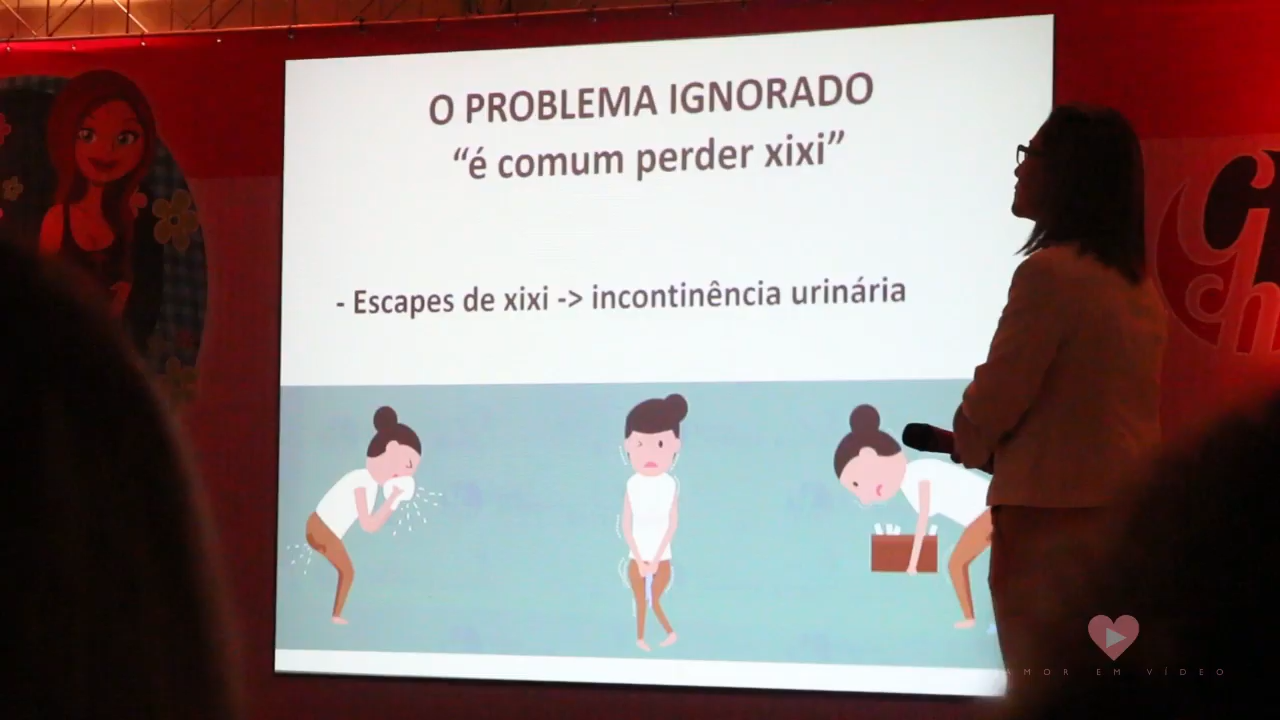 O PROBLEMA IGNORADO
“é comum perder xixi”
- Escapes de xixi -> incontinência urinária
AMOR EM VÍDEO